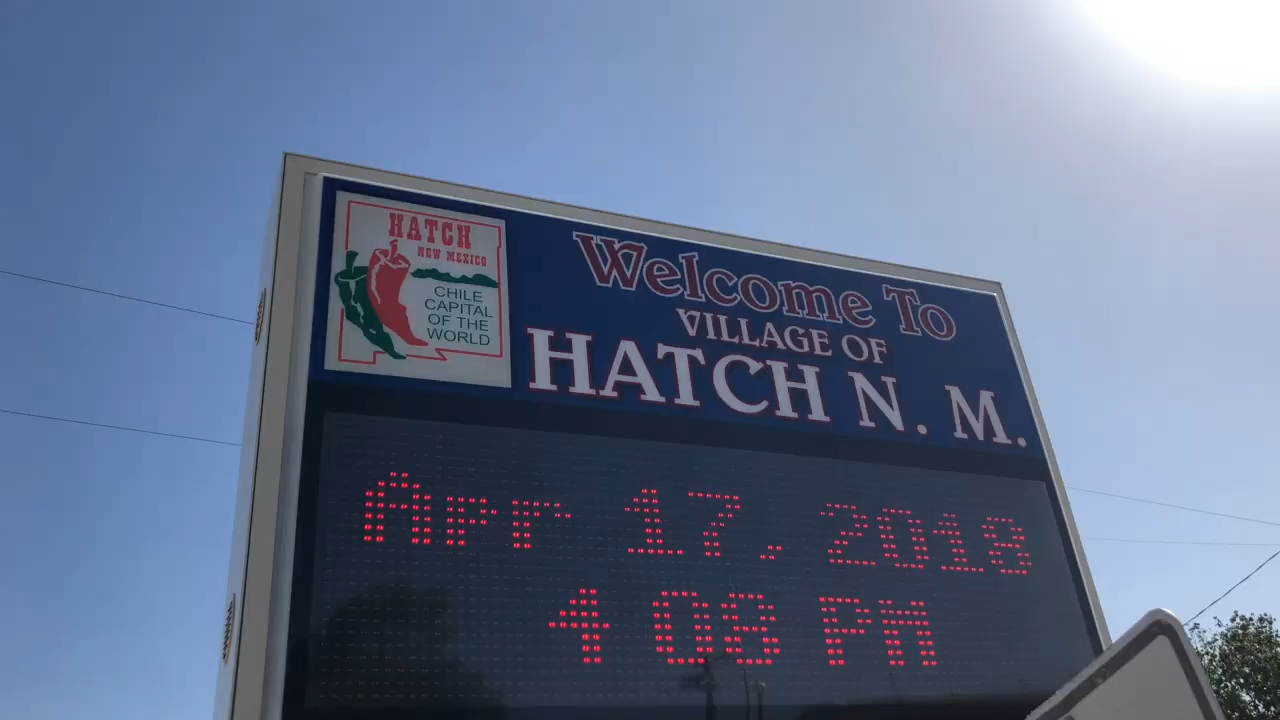 HATCH
NEW MEXICO
CHILE
CAPITAL
OF THE
WORLD
Welcome To
VILLAGE OF
HATCH N. M.
Apr 17, 2018
4 08 PM